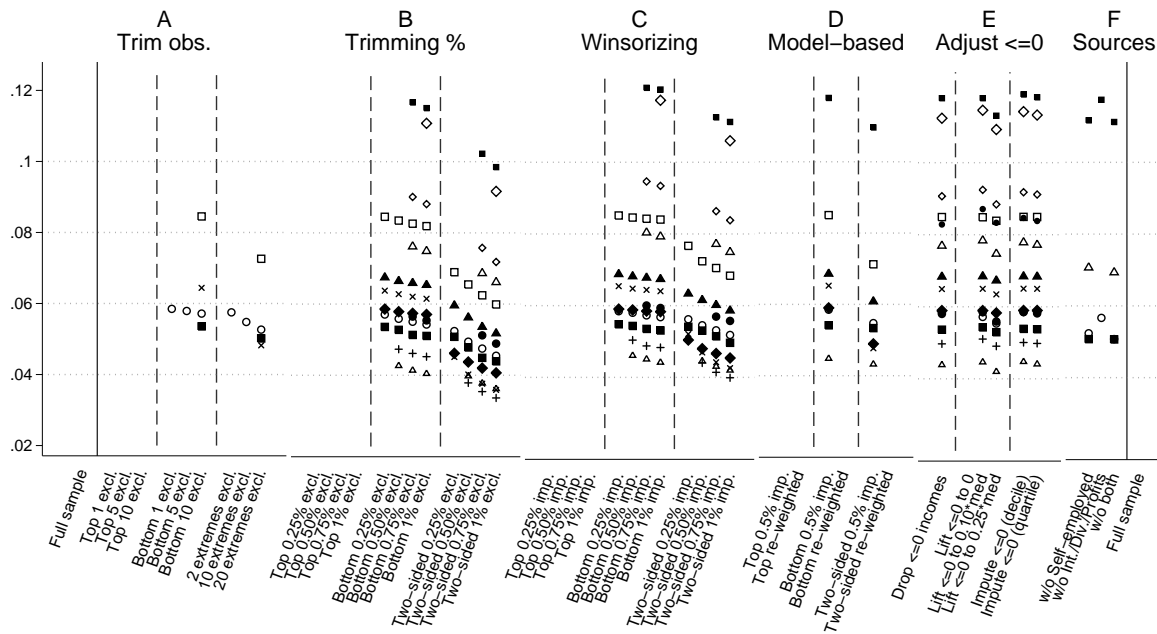 A
Trim obs.
B
Trimming %
C
Winsorizing
D
Model−based
E
Adjust <=0
F
Sources
.12
.1
.08
.06
.04
.02
Full sample
Top 1 excl.
Top 5 excl.
Top 10 excl.
Bottom 1 excl.
Bottom 5 excl.
Bottom 10 excl.
2 extremes excl.
10 extremes excl.
20 extremes excl.
Top 0.25% excl.
Top 0.50% excl.
Top 0.75% excl.
Top 1% excl.
Bottom 0.25% excl.
Bottom 0.50% excl.
Bottom 0.75% excl.
Bottom 1% excl.
Two−sided 0.25% excl.
Two−sided 0.50% excl.
Two−sided 0.75% excl.
Two−sided 1% excl.
Top 0.25% imp.
Top 0.50% imp.
Top 0.75% imp.
Top 1% imp.
Bottom 0.25% imp.
Bottom 0.50% imp.
Bottom 0.75% imp.
Bottom 1% imp.
Two−sided 0.25% imp.
Two−sided 0.50% imp.
Two−sided 0.75% imp.
Two−sided 1% imp.
Top 0.5% imp.
Top re−weighted
Bottom 0.5% imp.
Bottom re−weighted
Two−sided 0.5% imp.
Two−sided re−weighted
Drop <=0 incomes
Lift <=0 to 0
Lift <=0 to 0.10*med
Lift <=0 to 0.25*med
Impute <=0 (decile)
Impute <=0 (quartile)
w/o Self−employed
w/o Int./Div./Points
w/o both
Full sample